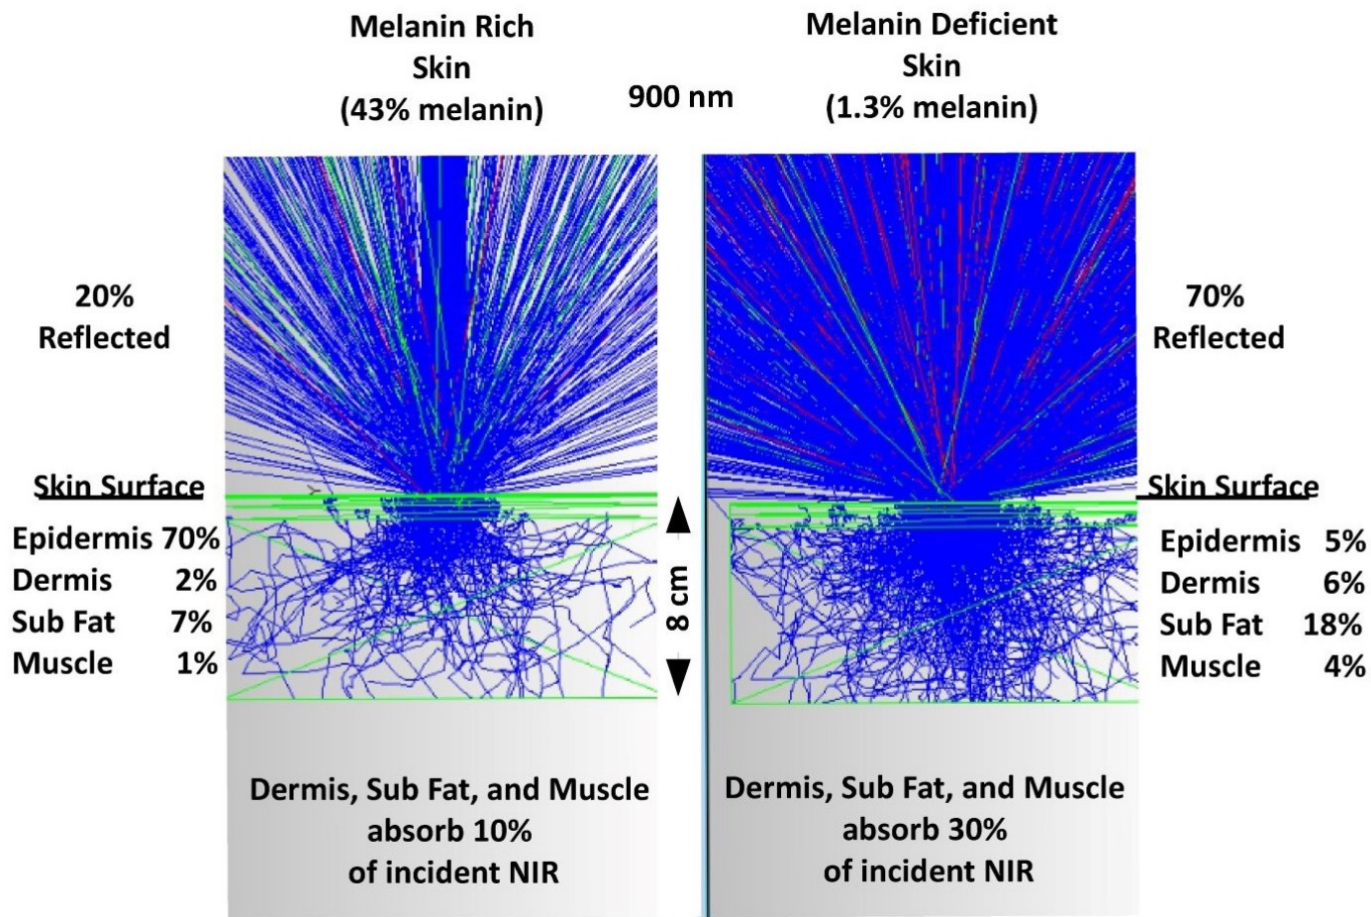 Melanin Rich
Skin
(43% melanin)
900 nm
Melanin Deficient
Skin
(1.3% melanin)
20%
Reflected
70%
Reflected
Skin Surface
Epidermis 70%
Dermis 2%
Sub Fat 7%
Muscle 1%
8 cm
Skin Surface
Epidermis 5%
Dermis 6%
Sub Fat 18%
Muscle 4%
Dermis, Sub Fat, and Muscle
absorb 10%
of incident NIR
Dermis, Sub Fat, and Muscle
absorb 30%
of incident NIR